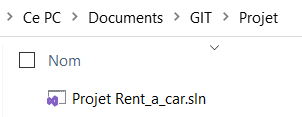 Ce PC > Documents > GIT > Projet
Nom
Projet Rent_a_car.sln